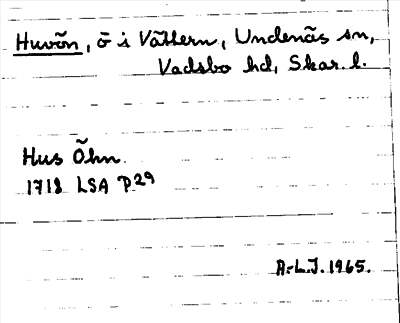 Huvön, ö i Vättern, Undenäs sn,
Vadsbo hd, Skar. l.
Hus Öhn.
1718 LSA P29
A.-L.J. 1965.